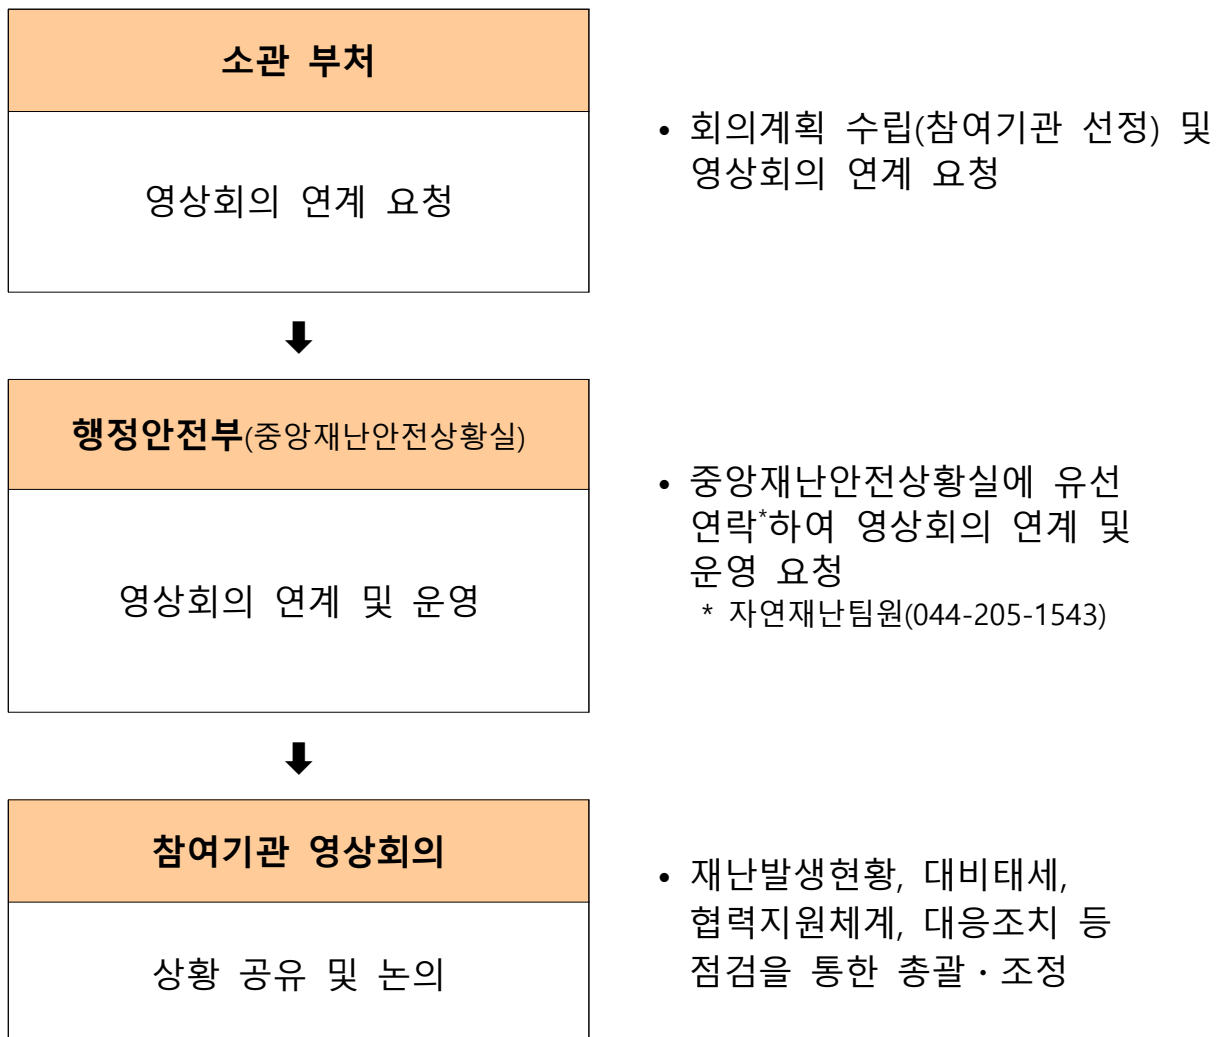 소관 부처
영상회의 연계 요청
• 회의계획 수립(참여기관 선정) 및
영상회의 연계 요청
행정안전부(중앙재난안전상황실)
영상회의 연계 및 운영
• 중앙재난안전상황실에 유선
연락*하여 영상회의 연계 및
운영 요청
* 자연재난팀원(044-205-1543)
참여기관 영상회의
상황 공유 및 논의
• 재난발생현황, 대비태세,
협력지원체계, 대응조치 등
점검을 통한 총괄・조정